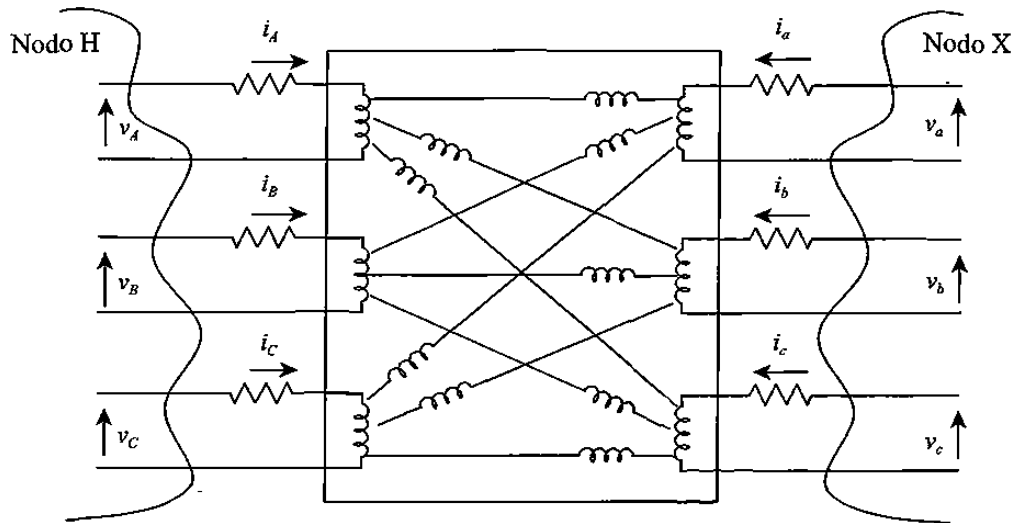 Nodo H
Nodo X
i_A
i_a
v_A
v_a
i_B
i_b
v_B
v_b
i_C
i_c
v_C
v_c